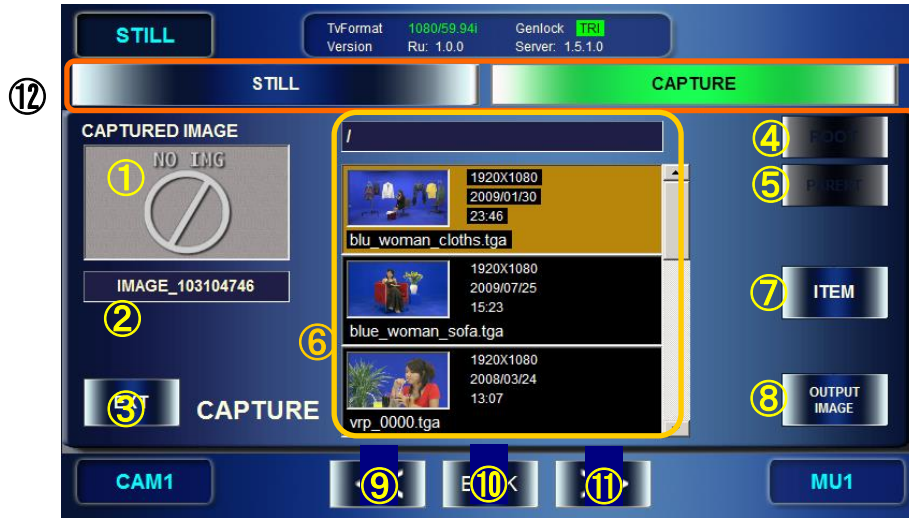 STILL
TvFormat 1080/59.94i Genlock TRI
Version Ru: 1.0.0 Server: 1.5.1.0
⑫
STILL CAPTURE
CAPTURED IMAGE
/
④
NO IMG
①
1920X1080
2009/01/30
23:46
blu_woman_cloths.tga
⑤
IMAGE_103104746
②
1920X1080
2009/07/25
15:23
blue_woman_sofa.tga
⑥
⑦ ITEM
③
CAPTURE
1920X1080
2008/03/24
13:07
vrp_0000.tga
⑧ OUTPUT
IMAGE
CAM1 ⑨ ⑩ ⑪ MU1